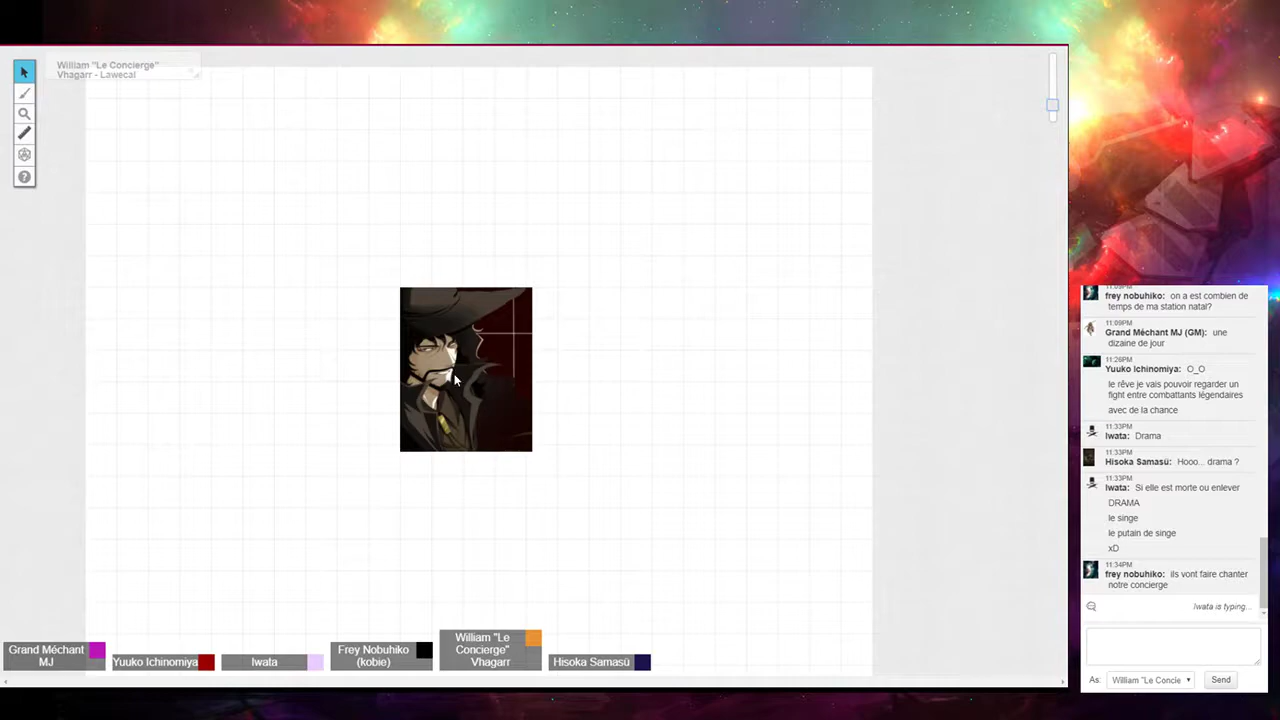 William "Le Concierge"
Vhagarr - Lawecal
11:09PM
frey nobuhiko: on a est combien de
temps de ma station natal?
11:09PM
Grand Méchant MJ (GM): une
dizaine de jour
11:26PM
Yuuko Ichinomiya: O_O
le rêve je vais pouvoir regarder un
fight entre combattants légendaires
avec de la chance
11:33PM
Iwata: Drama
11:33PM
Hisoka Samasü: Hooo... drama ?
11:33PM
Iwata: Si elle est morte ou enlever
DRAMA
le singe
le putain de singe
xD
11:34PM
frey nobuhiko: ils vont faire chanter
notre concierge
Iwata is typing...
As: William "Le Concie
Send
Grand Méchant
MJ
Yuuko Ichinomiya
Iwata
Frey Nobuhiko
(kobie)
William "Le
Concierge"
Vhagarr
Hisoka Samasü